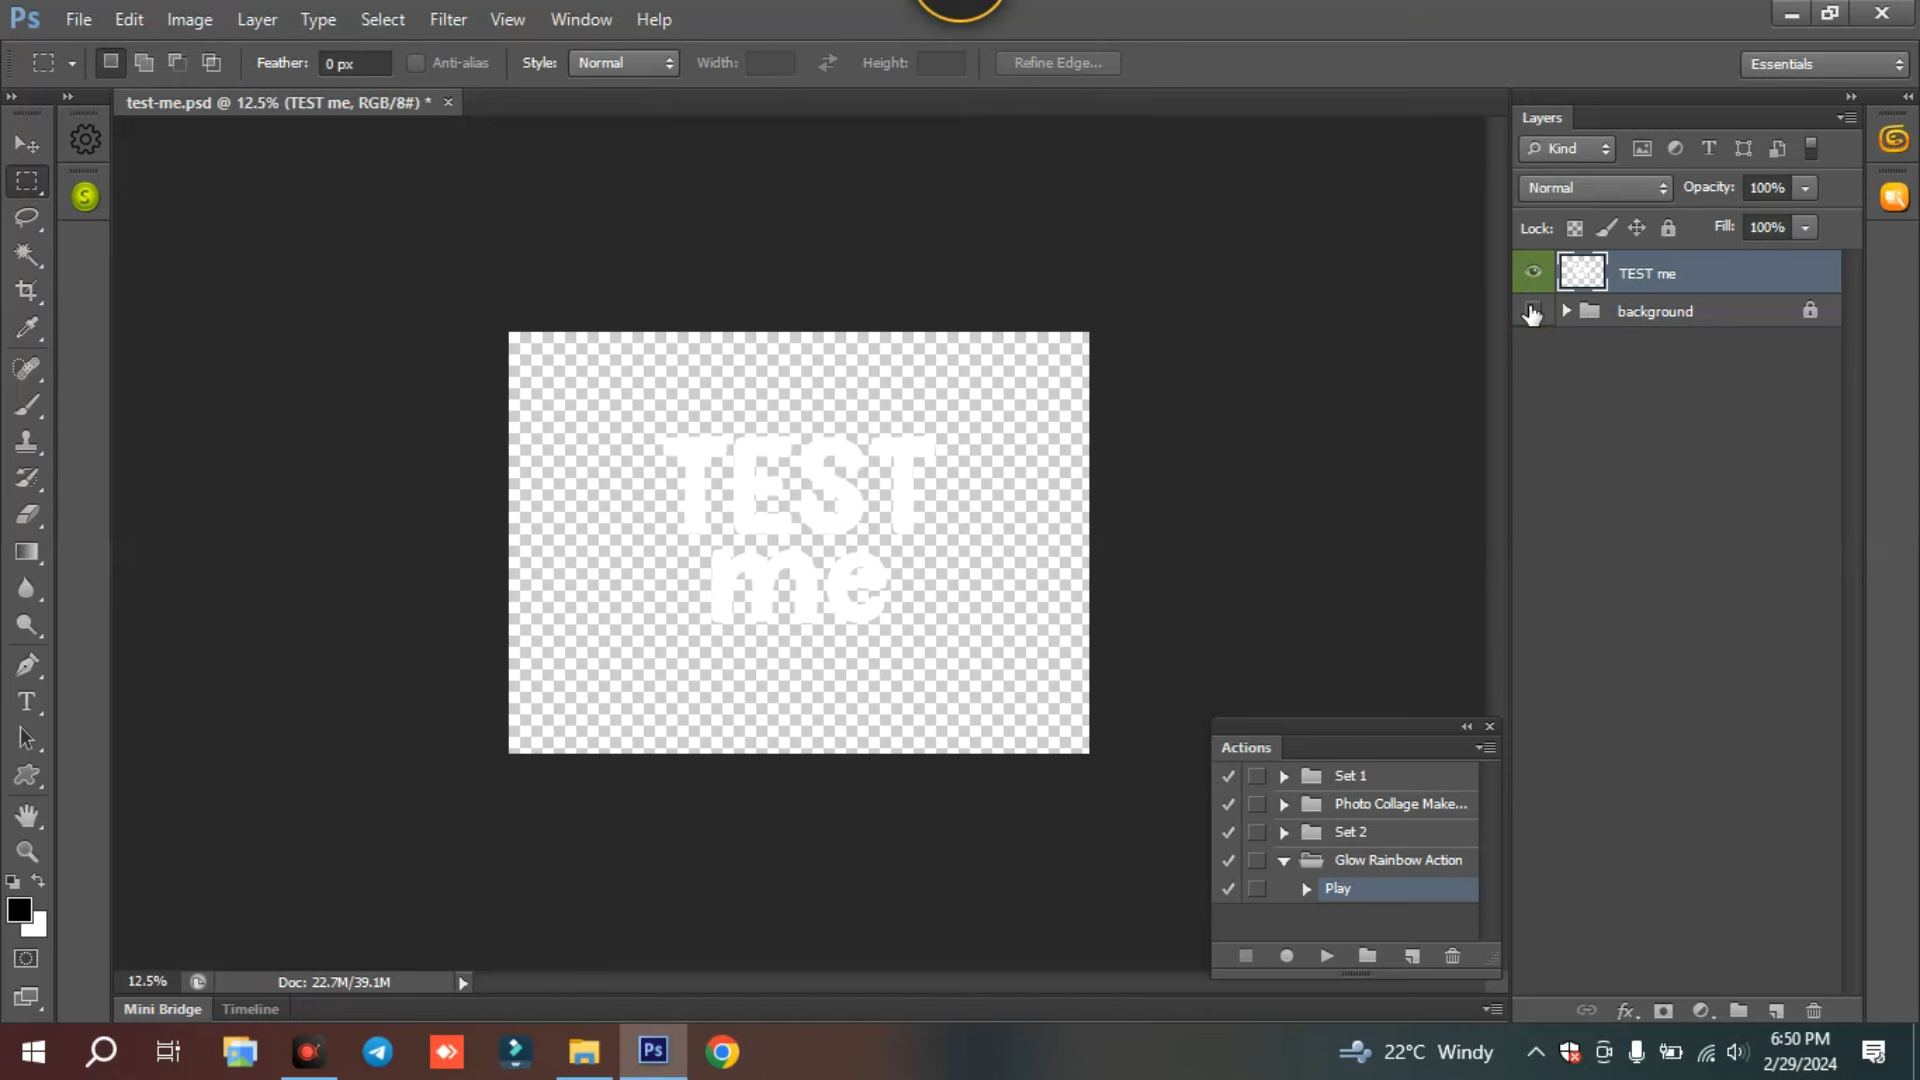 Ps File Edit Image Layer Type Select Filter View Window Help
Feather: 0 px Anti-alias Style: Normal Width: Height: Refine Edge... Essentials
test-me.psd @ 12.5% (TEST me, RGB/8#) * ×
Layers
Kind
Normal Opacity: 100%
Lock: Fill: 100%
TEST me
background
TEST
me
Actions
Set 1
Photo Collage Make...
Set 2
Glow Rainbow Action
Play
12.5% Doc: 22.7M/39.1M
Mini Bridge Timeline
Ps 22°C Windy 6:50 PM
2/29/2024